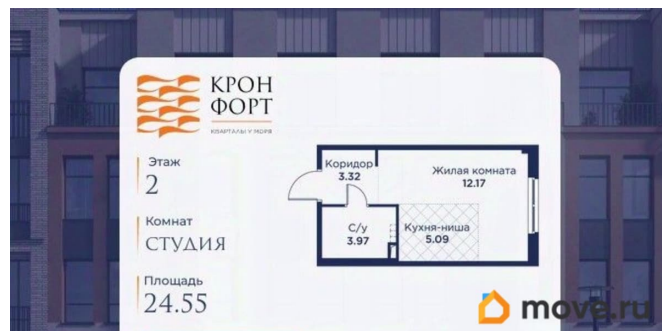 КРОН
ФОРТ
КВАРТАЛЫ У МОРЯ
Этаж
2
Комнат
СТУДИЯ
Площадь
24.55
Коридор
3.32
Жилая комната
12.17
С/у
3.97
Кухня-ниша
5.09
move.ru